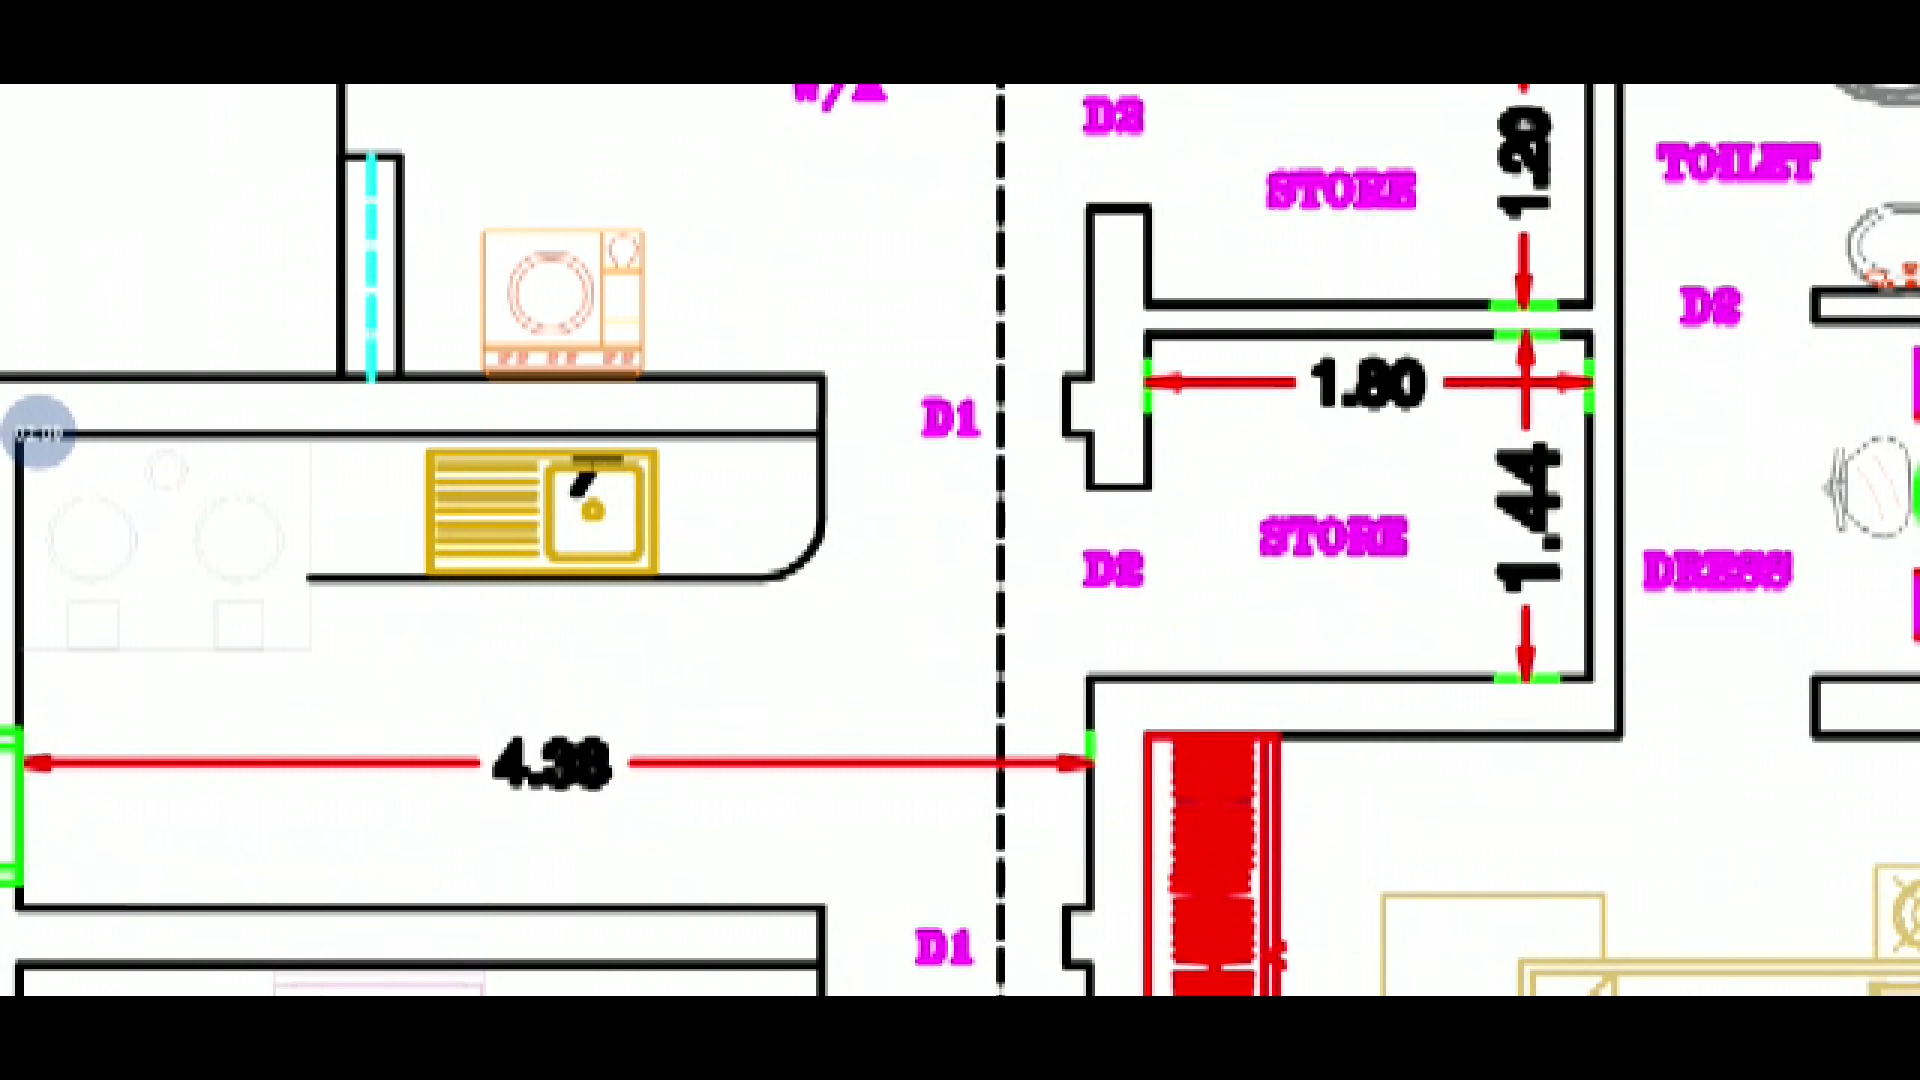 W/A
D2
1.20
TOILET
STORE
D2
1.80
D1
1.44
STORE
D2
DRESS
4.38
D1